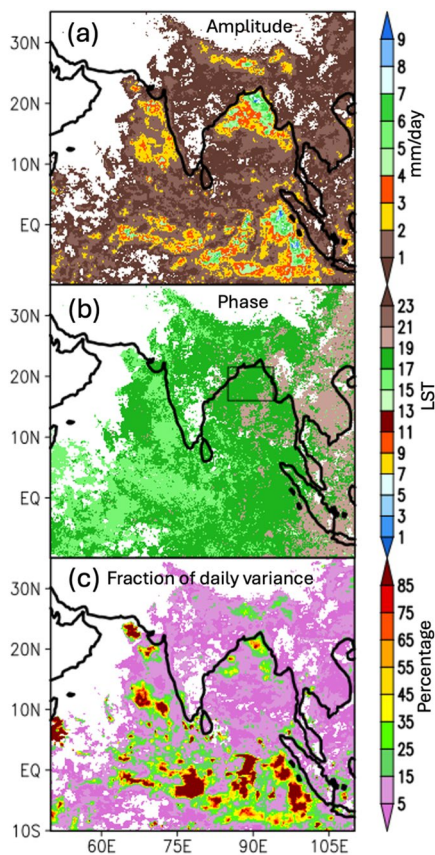 (a) Amplitude
30N
20N
10N
EQ
9
8
7
6
5
4
3
2
1
mm/day
(b) Phase
30N
20N
10N
EQ
23
21
19
17
15
13
11
9
7
5
3
1
LST
(c) Fraction of daily variance
30N
20N
10N
EQ
10S
60E 75E 90E 105E
85
75
65
55
45
35
25
15
5
Percentage